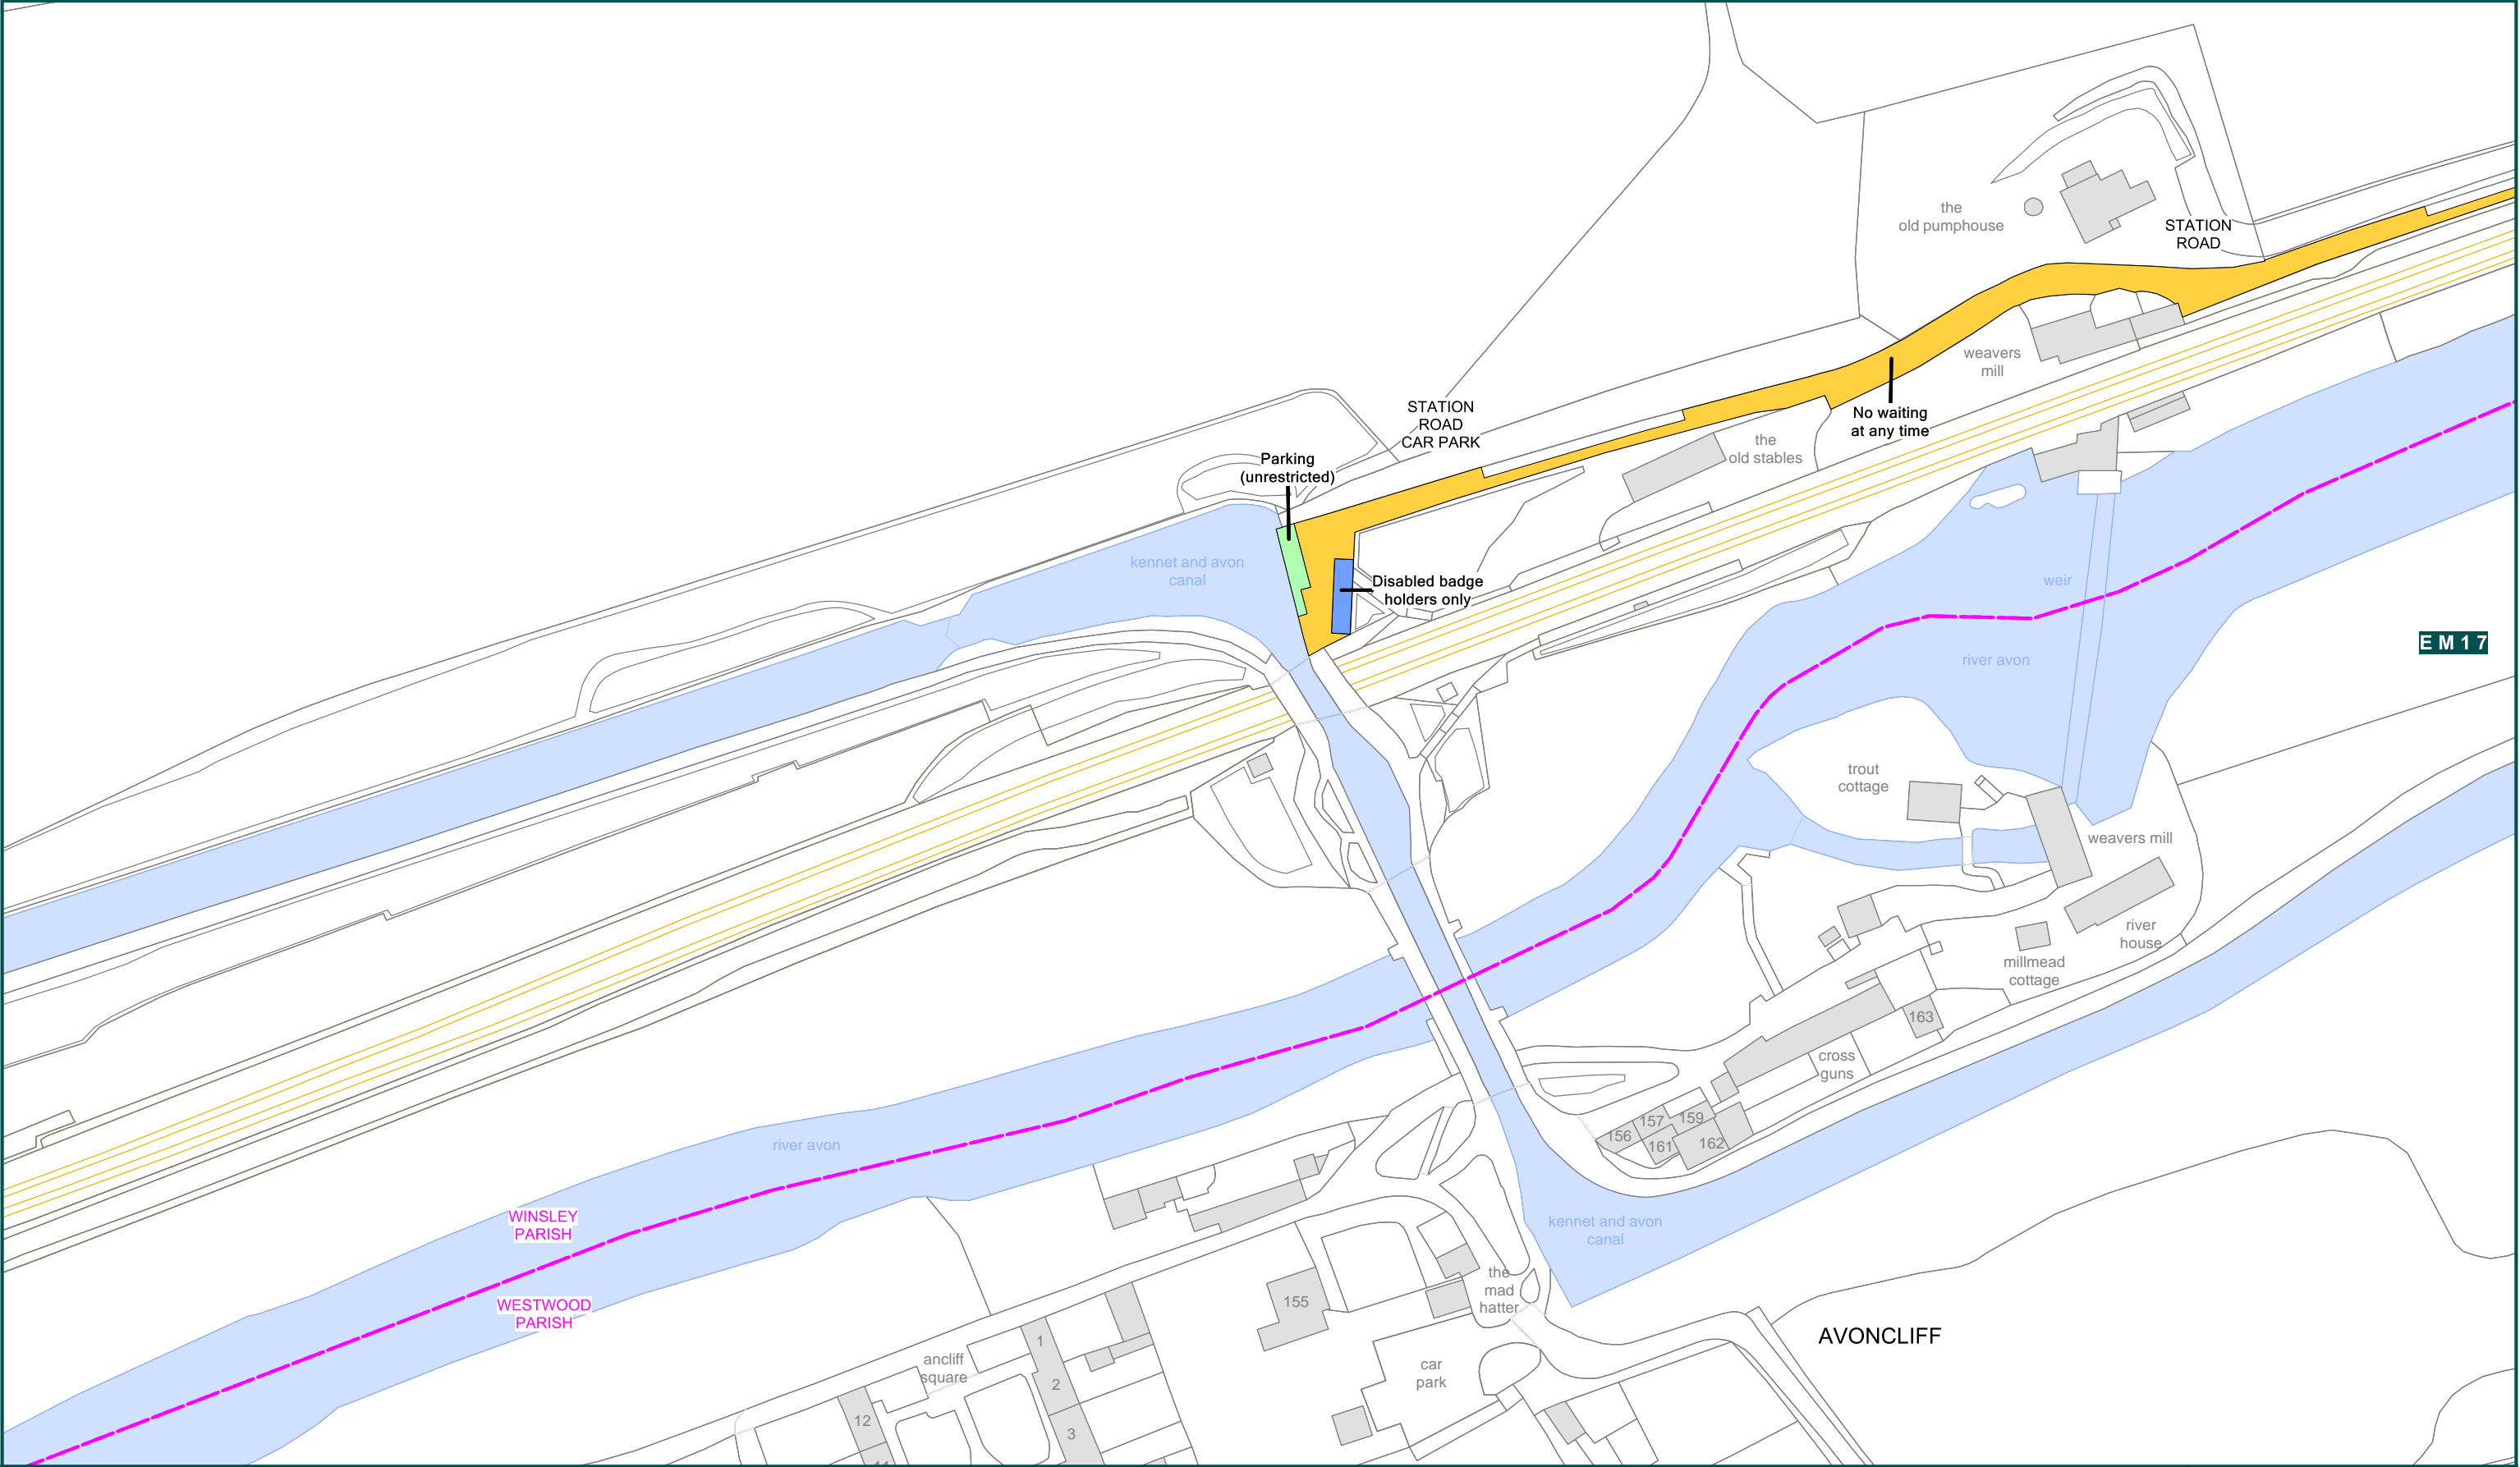 the
old pumphouse
STATION
ROAD
weavers
mill
STATION
ROAD
CAR PARK
No waiting
at any time
the
old stables
Parking
(unrestricted)
kennet and avon
canal
Disabled badge
holders only
weir
E M 1 7
river avon
trout
cottage
weavers mill
river
house
millmead
cottage
163
cross
guns
157
159
156
161
162
river avon
WINSLEY
PARISH
kennet and avon
canal
WESTWOOD
PARISH
the
mad
hatter
155
AVONCLIFF
1
ancliff
square
car
park
2
12
3